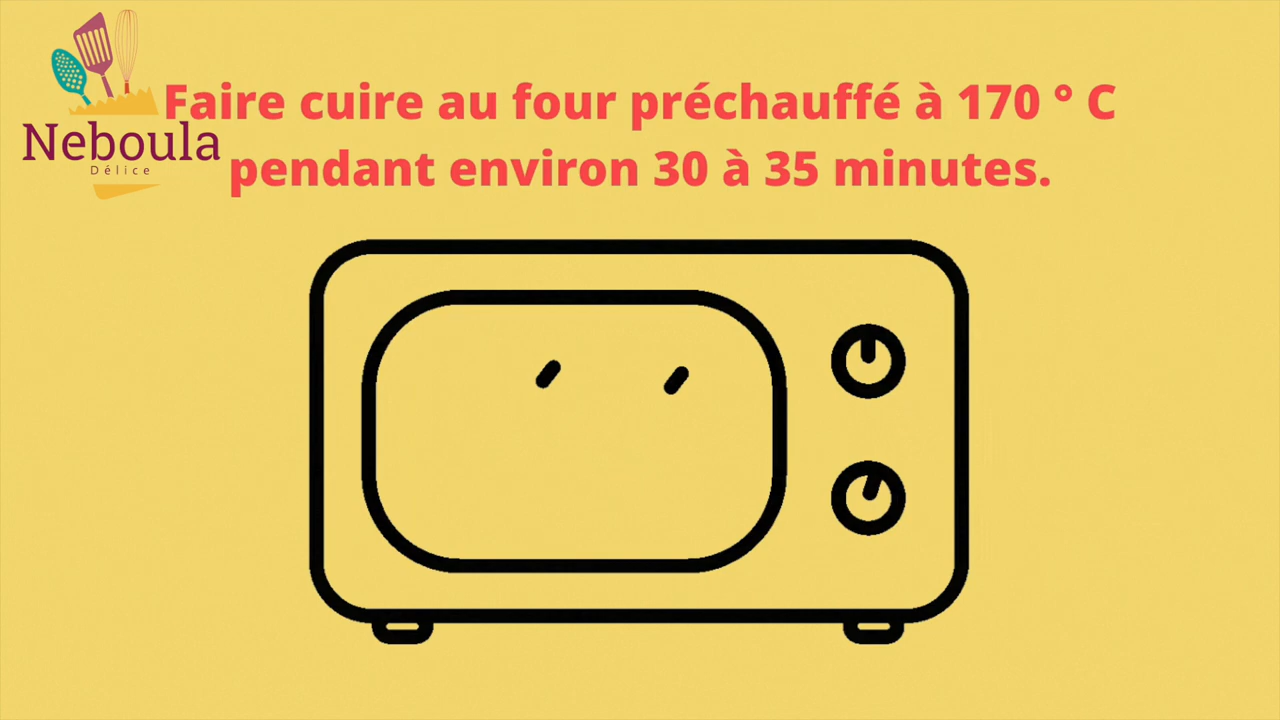 Faire cuire au four préchauffé à 170 ° C
pendant environ 30 à 35 minutes.
Neboula
Délice